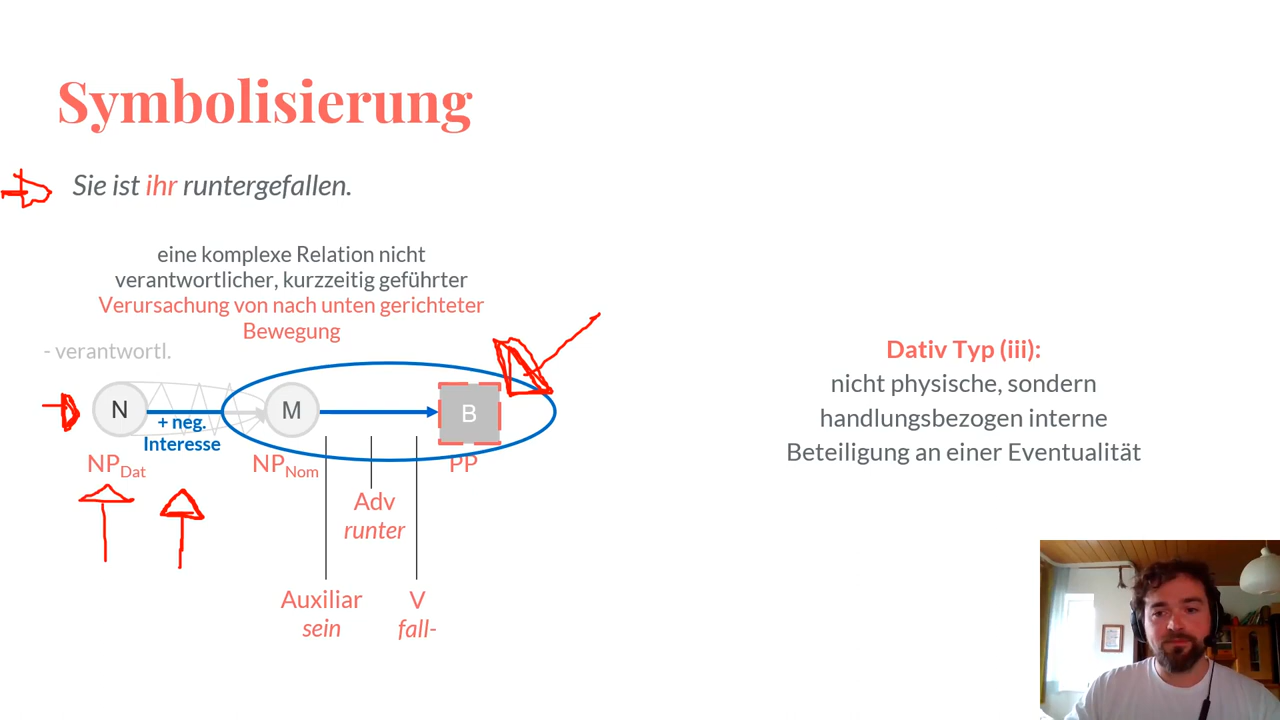 Symbolisierung
Sie ist ihr runtergefallen.
eine komplexe Relation nicht
verantwortlicher, kurzzeitig geführter
Verursachung von nach unten gerichteter
Bewegung
- verantwortl.
N
M
B
+ neg.
Interesse
NPDat
NPNom
PP
Adv
runter
Auxiliar
sein
V
fall-
Dativ Typ (iii):
nicht physische, sondern
handlungsbezogen interne
Beteiligung an einer Eventualität